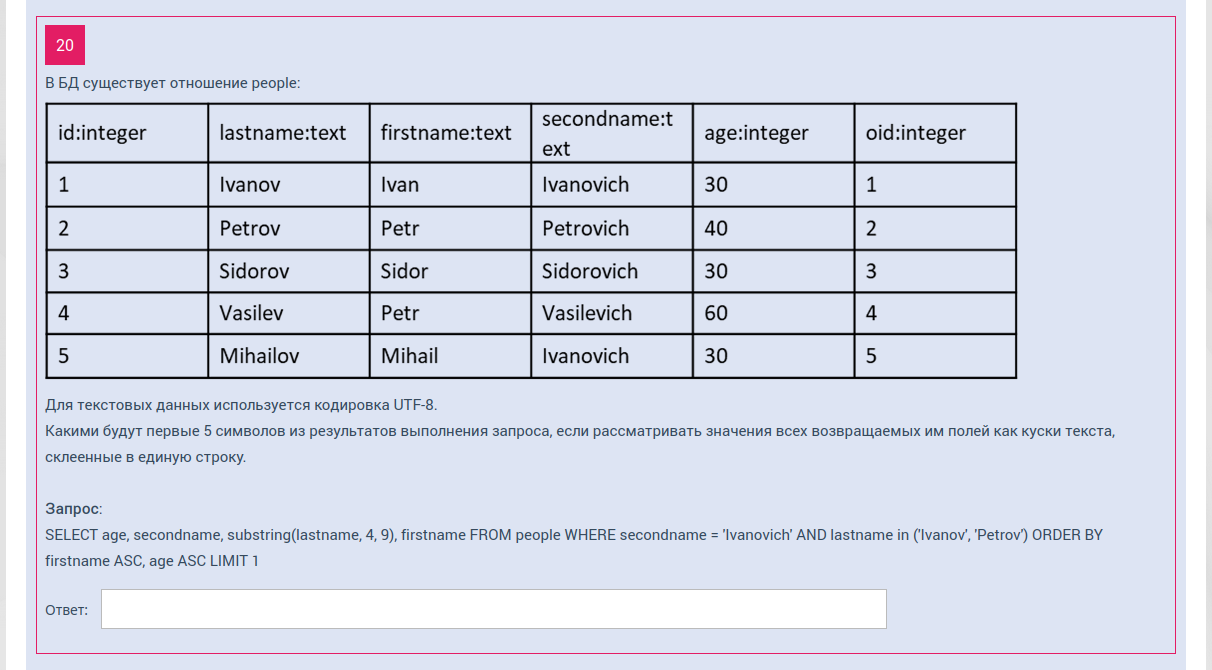 20
В БД существует отношение people:
id:integer lastname:text firstname:text secondname:text age:integer oid:integer
1 Ivanov Ivan Ivanovich 30 1
2 Petrov Petr Petrovich 40 2
3 Sidorov Sidor Sidorovich 30 3
4 Vasilev Petr Vasilevich 60 4
5 Mihailov Mihail Ivanovich 30 5
Для текстовых данных используется кодировка UTF-8.
Какими будут первые 5 символов из результатов выполнения запроса, если рассматривать значения всех возвращаемых им полей как куски текста,
склеенные в единую строку.
Запрос:
SELECT age, secondname, substring(lastname, 4, 9), firstname FROM people WHERE secondname = 'Ivanovich' AND lastname in ('Ivanov', 'Petrov') ORDER BY
firstname ASC, age ASC LIMIT 1
Ответ: